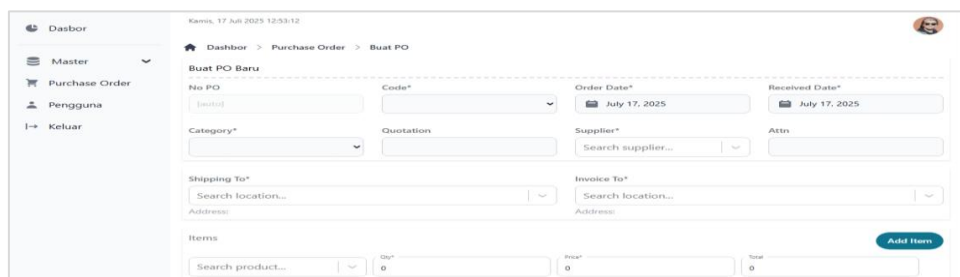 Kamis, 17 Juli 2025 12:53:12
Dasbor
Master
Purchase Order
Pengguna
Keluar
Dashbor > Purchase Order > Buat PO
Buat PO Baru
No PO Code* Order Date* Received Date*
(auto) July 17, 2025 July 17, 2025
Category* Quotation Supplier* Attn
Search supplier...
Shipping To* Invoice To*
Search location... Search location...
Address: Address:
Items Add Item
Qty* Price* Total
Search product... 0 0 0